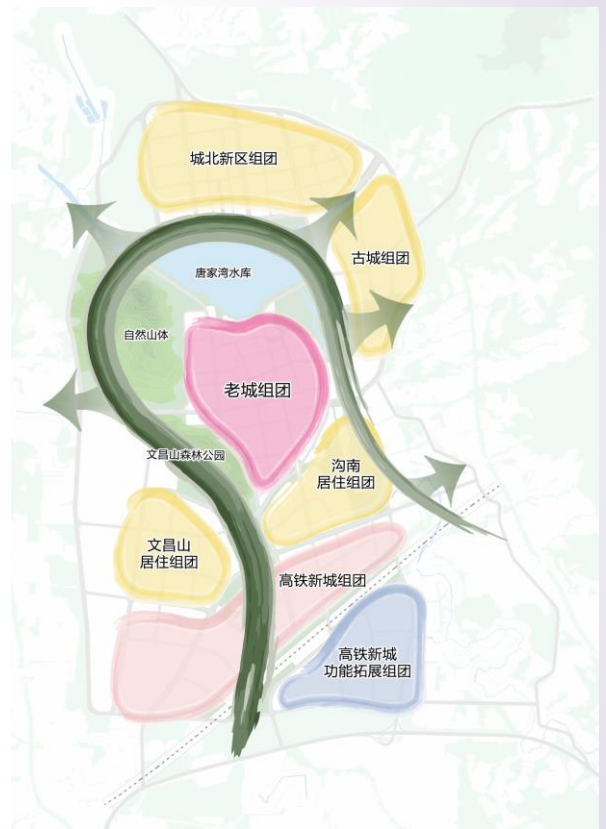 城北新区组团
古城组团
唐家湾水库
自然山体
老城组团
文昌山森林公园
沟南
居住组团
文昌山
居住组团
高铁新城组团
高铁新城
功能拓展组团